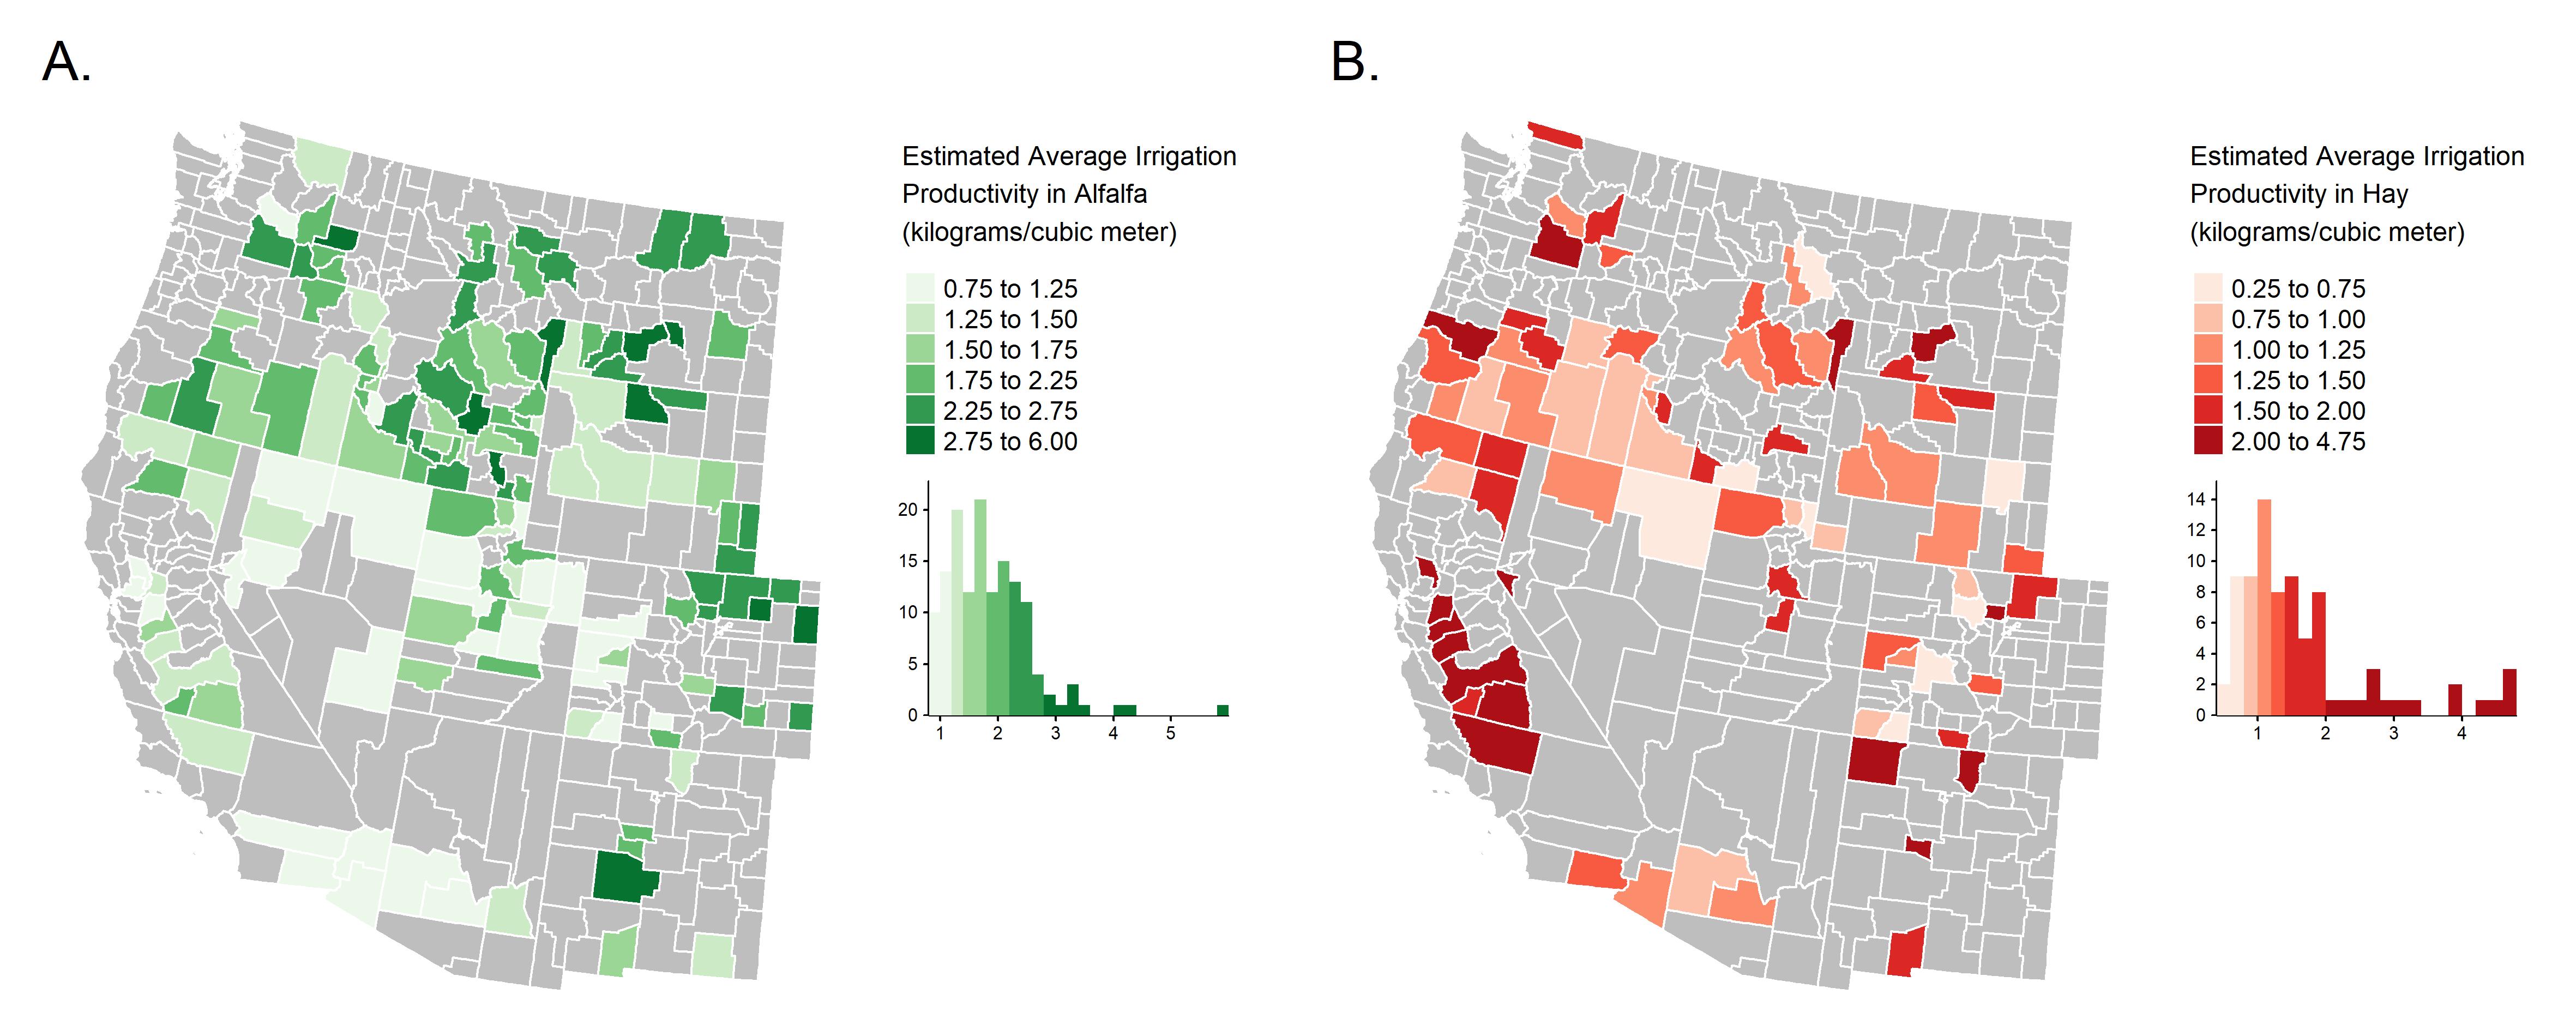 A.
Estimated Average Irrigation
Productivity in Alfalfa
(kilograms/cubic meter)
0.75 to 1.25
1.25 to 1.50
1.50 to 1.75
1.75 to 2.25
2.25 to 2.75
2.75 to 6.00
20
15
10
5
0
1 2 3 4 5
B.
Estimated Average Irrigation
Productivity in Hay
(kilograms/cubic meter)
0.25 to 0.75
0.75 to 1.00
1.00 to 1.25
1.25 to 1.50
1.50 to 2.00
2.00 to 4.75
14
12
10
8
6
4
2
0
1 2 3 4